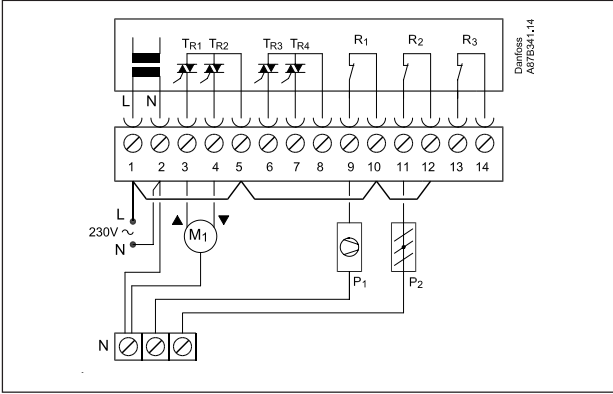 TR1 TR2 TR3 TR4 R1 R2 R3
Danfoss
A87B341.14
L N
1 2 3 4 5 6 7 8 9 10 11 12 13 14
L
230V ~
N
▲ M1 ▼
P1 P2
N